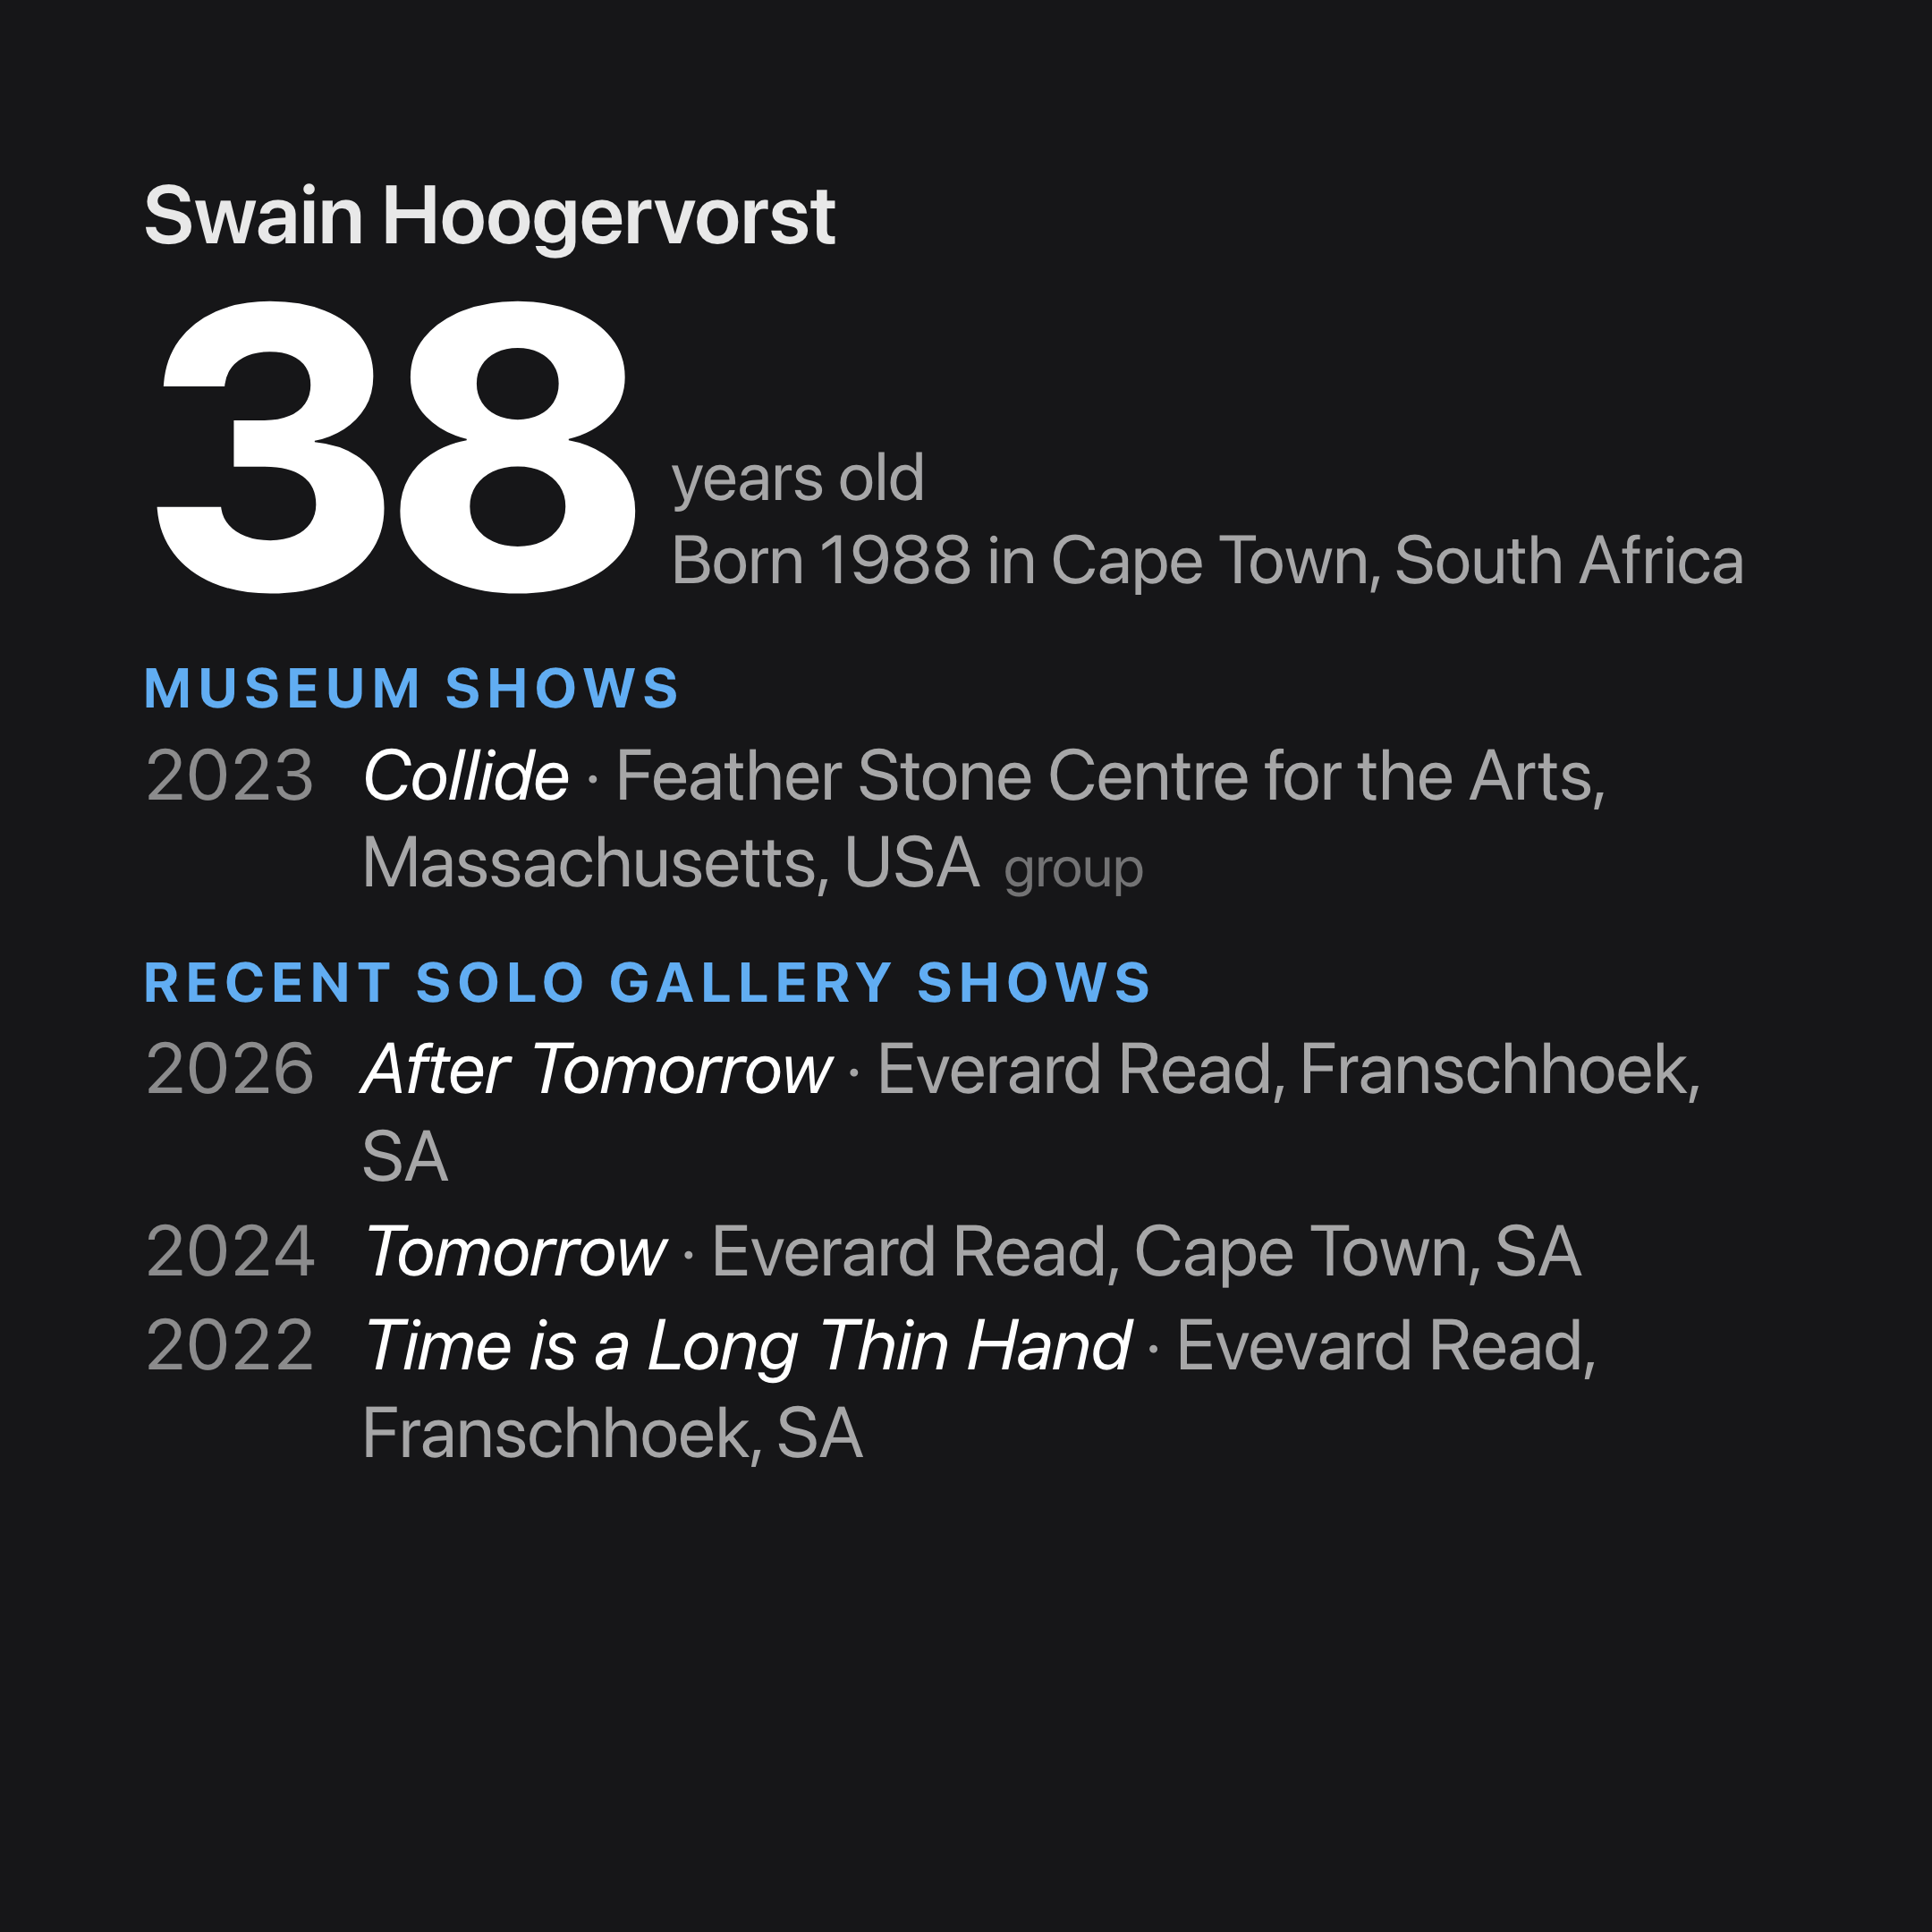 Swain Hoogervorst
38
years old
Born 1988 in Cape Town, South Africa
MUSEUM SHOWS
2023 Collide · Feather Stone Centre for the Arts,
Massachusetts, USA group
RECENT SOLO GALLERY SHOWS
2026 After Tomorrow · Everard Read, Franschhoek,
SA
2024 Tomorrow · Everard Read, Cape Town, SA
2022 Time is a Long Thin Hand · Evevard Read,
Franschhoek, SA